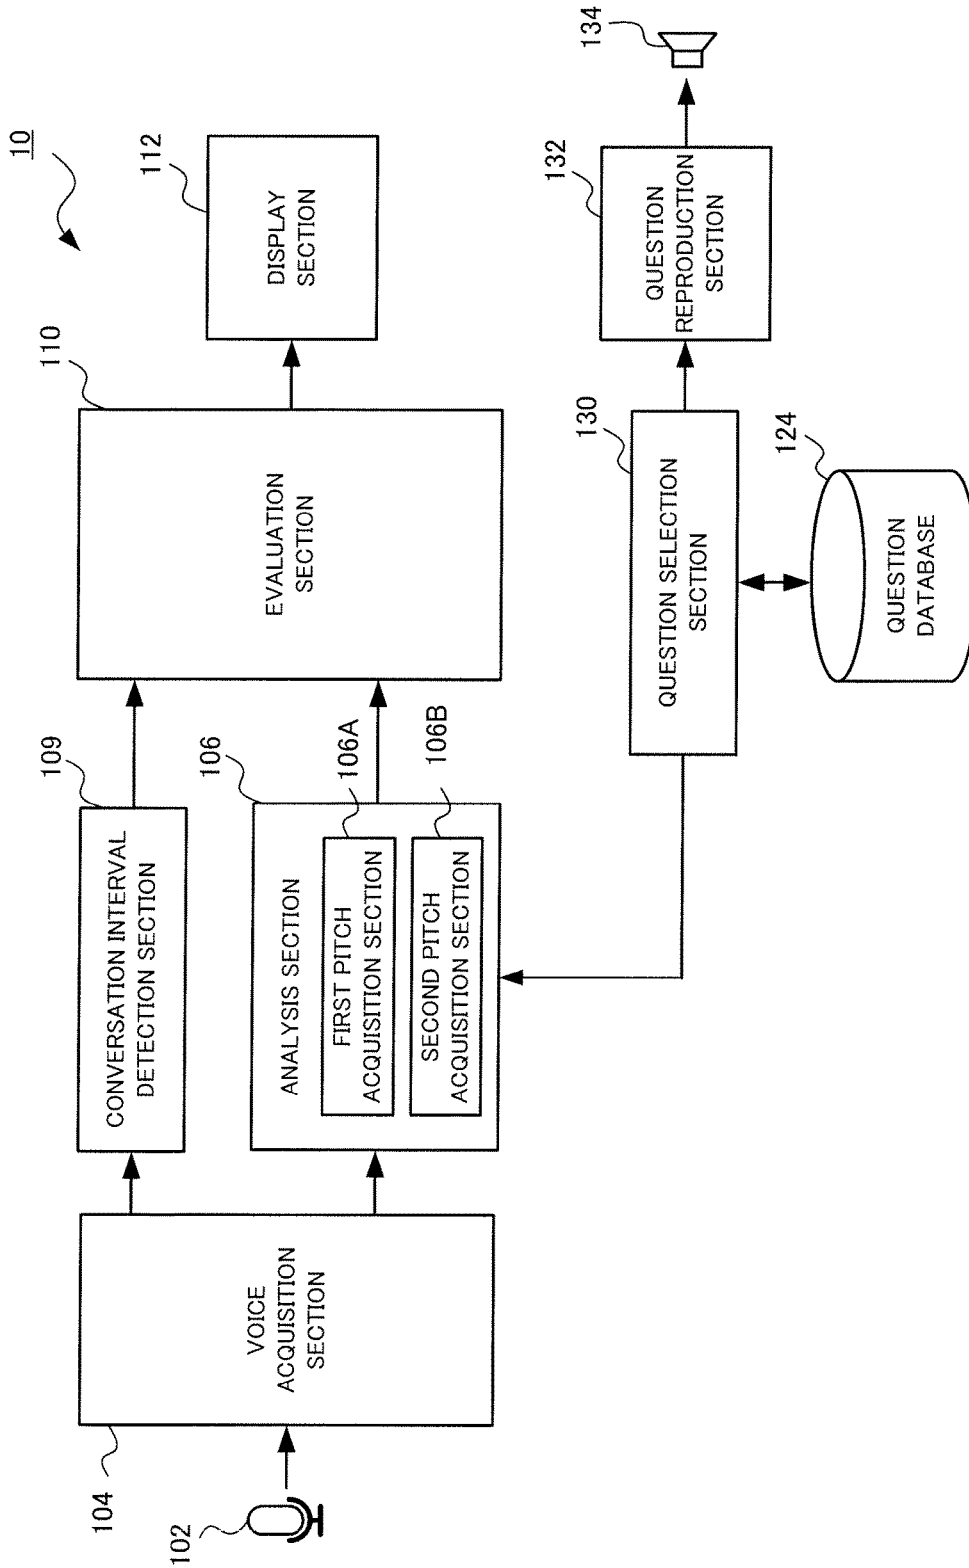 10
102
104
VOICE
ACQUISITION
SECTION
109
CONVERSATION INTERVAL
DETECTION SECTION
106
ANALYSIS SECTION
106A
FIRST PITCH
ACQUISITION SECTION
106B
SECOND PITCH
ACQUISITION SECTION
110
EVALUATION
SECTION
112
DISPLAY
SECTION
130
QUESTION SELECTION
SECTION
124
QUESTION
DATABASE
132
QUESTION
REPRODUCTION
SECTION
134